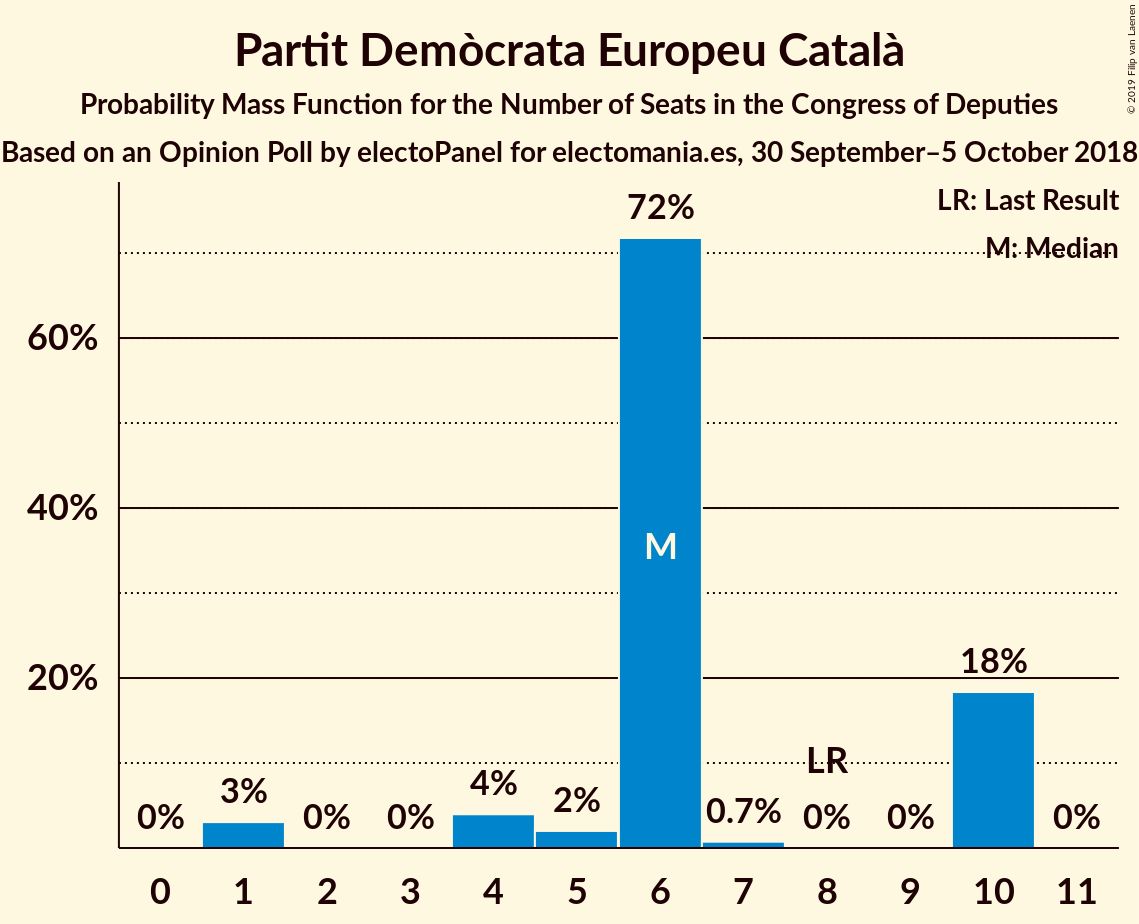 Partit Demòcrata Europeu Català
Probability Mass Function for the Number of Seats in the Congress of Deputies
Based on an Opinion Poll by electoPanel for electomania.es, 30 September–5 October 2018
© 2019 Filip van Laenen
LR: Last Result
M: Median
72%
60%
40%
M
20%
18%
LR
0%
3%
0%
0%
4%
2%
0.7%
0%
0%
0%
0 1 2 3 4 5 6 7 8 9 10 11